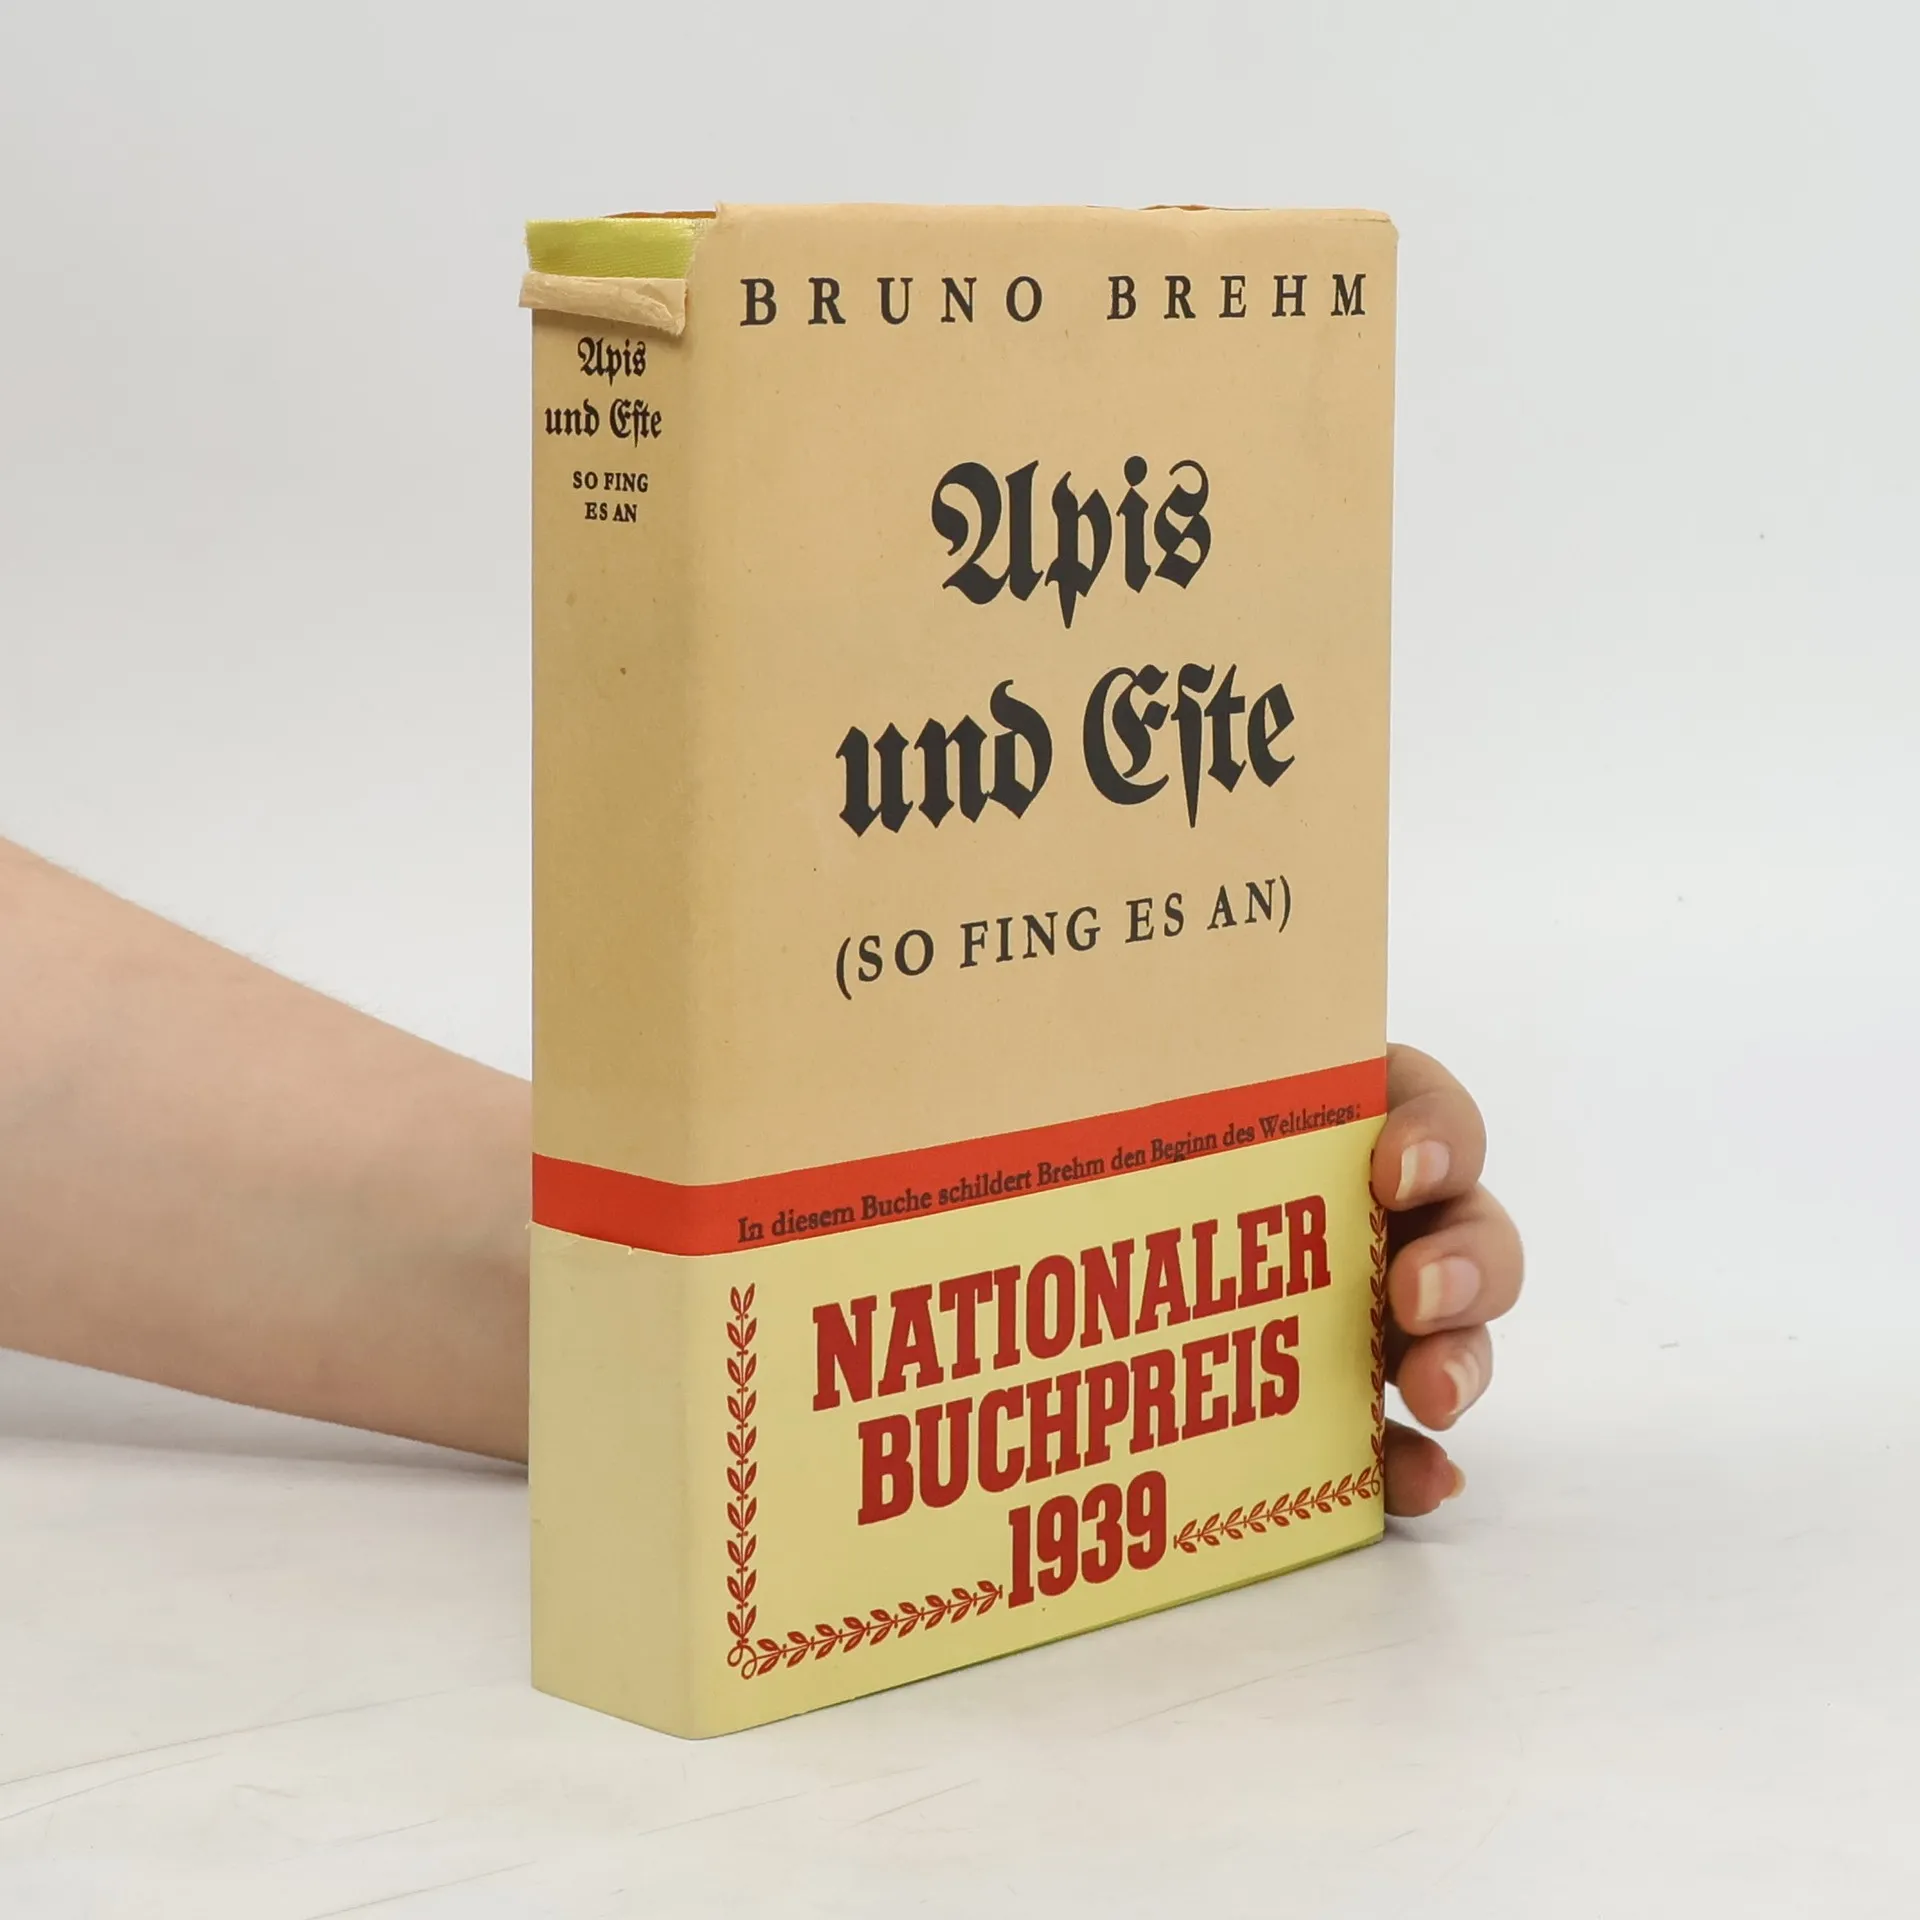 Apis
und Eſte
SO FING
ES AN
BRUNO BREHM
Apis
und Eſte
(SO FING ES AN)
In diesem Buche schildert Brehm den Beginn des Weltkriegs:
NATIONALER
BUCHPREIS
1939